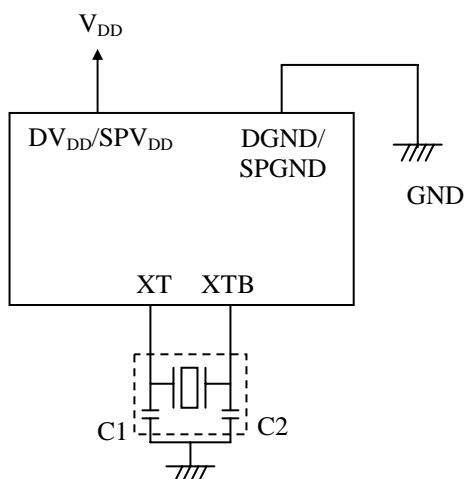 V_DD
DV_DD/SPV_DD
DGND/
SPGND
GND
XT XTB
C1 C2